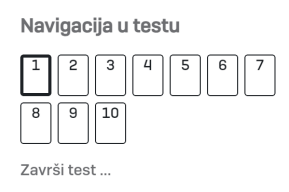 Navigacija u testu
1 2 3 4 5 6 7
8 9 10
Završi test ...